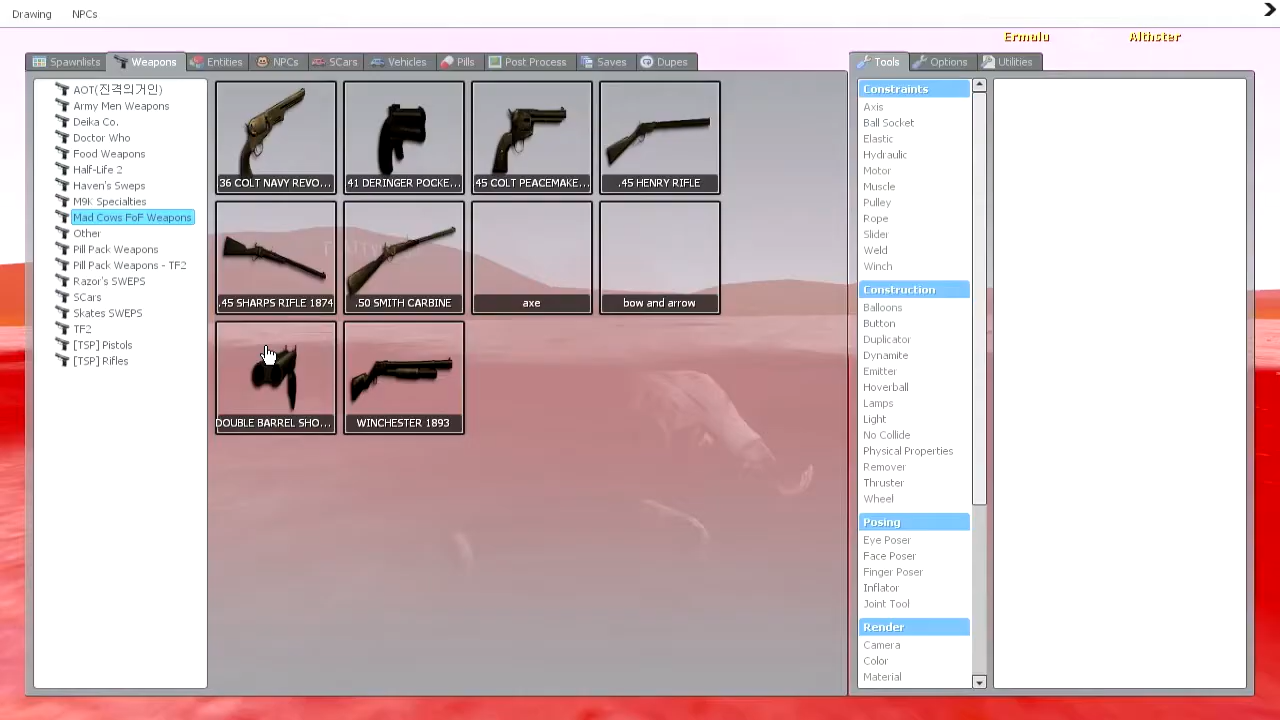 Drawing NPCs
Ermalu Althster
Spawnlists Weapons Entities NPCs SCars Vehicles Pills Post Process Saves Dupes
Tools Options Utilities
AOT(진격의거인)
Army Men Weapons
Deika Co.
Doctor Who
Food Weapons
Half-Life 2
Haven's Sweps
M9K Specialties
Mad Cows FoF Weapons
Other
Pill Pack Weapons
Pill Pack Weapons - TF2
Razor's SWEPS
SCars
Skates SWEPS
TF2
[TSP] Pistols
[TSP] Rifles
36 COLT NAVY REVO...
41 DERINGER POCKE...
45 COLT PEACEMAKE...
.45 HENRY RIFLE
.45 SHARPS RIFLE 1874
.50 SMITH CARBINE
axe
bow and arrow
DOUBLE BARREL SHO...
WINCHESTER 1893
Constraints
Axis
Ball Socket
Elastic
Hydraulic
Motor
Muscle
Pulley
Rope
Slider
Weld
Winch
Construction
Balloons
Button
Duplicator
Dynamite
Emitter
Hoverball
Lamps
Light
No Collide
Physical Properties
Remover
Thruster
Wheel
Posing
Eye Poser
Face Poser
Finger Poser
Inflator
Joint Tool
Render
Camera
Color
Material